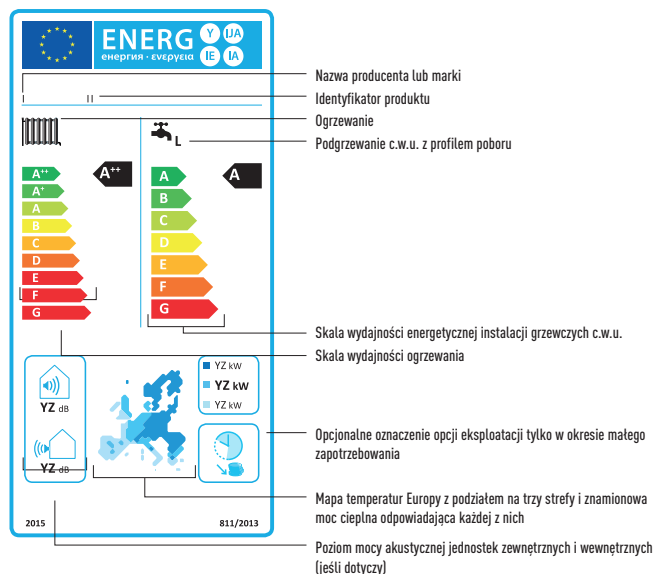 ENERG
енергия · ενεργεια
Y
IJA
IE
IA
I
II
Nazwa producenta lub marki
Identyfikator produktu
Ogrzewanie
Podgrzewanie c.w.u. z profilem poboru
L
A++
A+
A
B
C
D
E
F
G
A++
A
B
C
D
E
F
G
A
Skala wydajności energetycznej instalacji grzewczych c.w.u.
Skala wydajności ogrzewania
YZ dB
YZ dB
YZ kW
YZ kW
YZ kW
Opcjonalne oznaczenie opcji eksploatacji tylko w okresie małego
zapotrzebowania
Mapa temperatur Europy z podziałem na trzy strefy i znamionowa
moc cieplna odpowiadająca każdej z nich
2015
811/2013
Poziom mocy akustycznej jednostek zewnętrznych i wewnętrznych
(jeśli dotyczy)